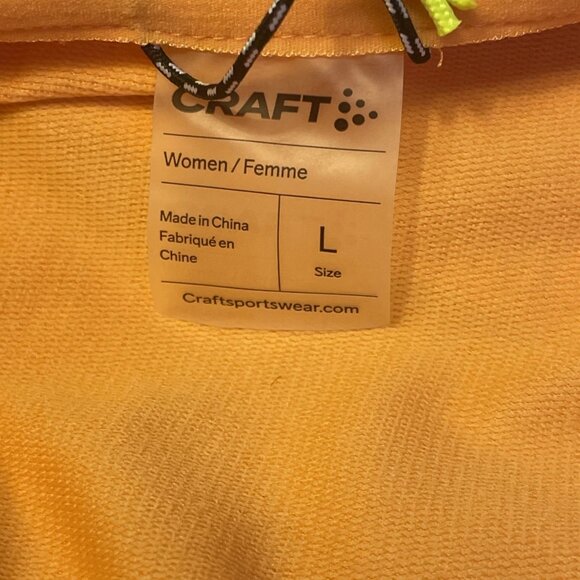 CRAFT
Women / Femme
Made in China
Fabriqué en
Chine
L
Size
Craftsportswear.com